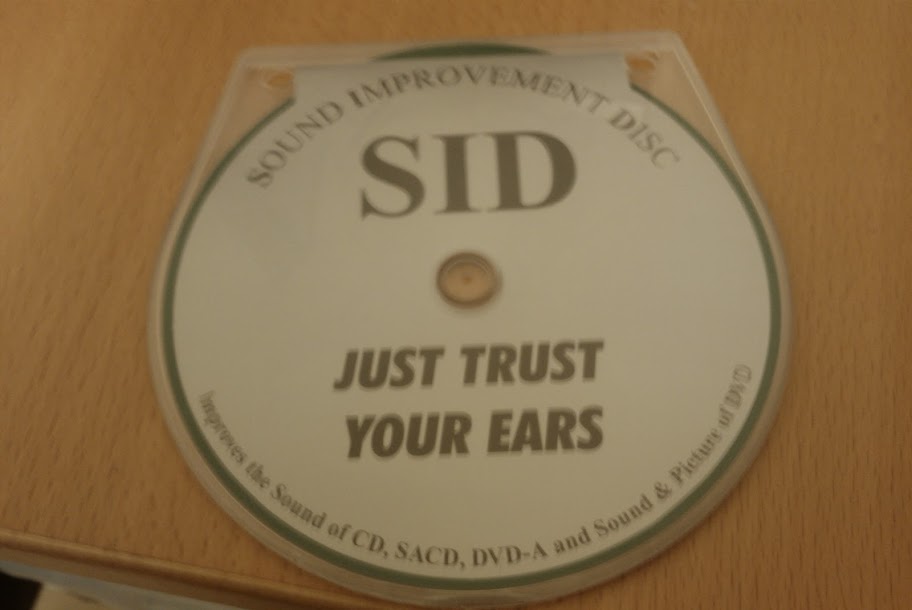 SOUND IMPROVEMENT DISC
SID
JUST TRUST
YOUR EARS
Improves the Sound of CD, SACD, DVD-A and Sound & Picture of DVD